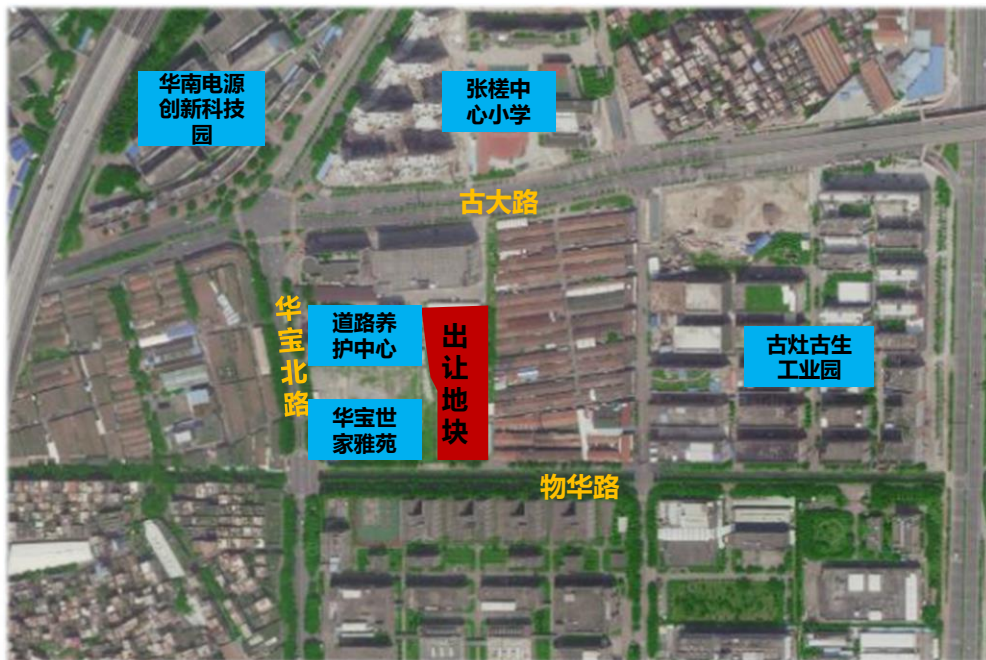 华南电源
创新科技
园
张槎中
心小学
古大路
华宝北路
道路养
护中心
出让地块
古灶古生
工业园
华宝世
家雅苑
物华路